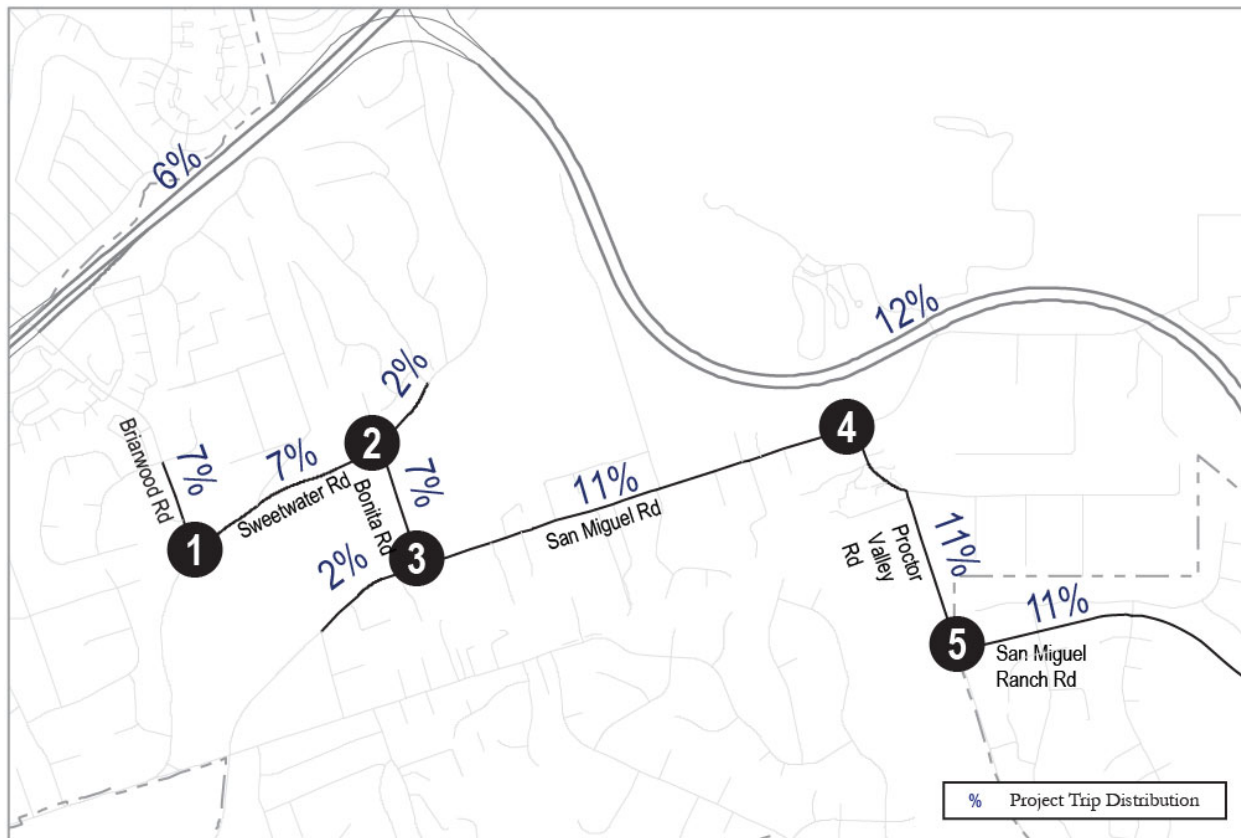 6%
12%
2%
2
7%
7%
7%
Briarwood Rd
Sweetwater Rd
Bonita Rd
1
3
2%
11%
San Miguel Rd
4
11%
Proctor
Valley
Rd
5
11%
San Miguel
Ranch Rd
% Project Trip Distribution